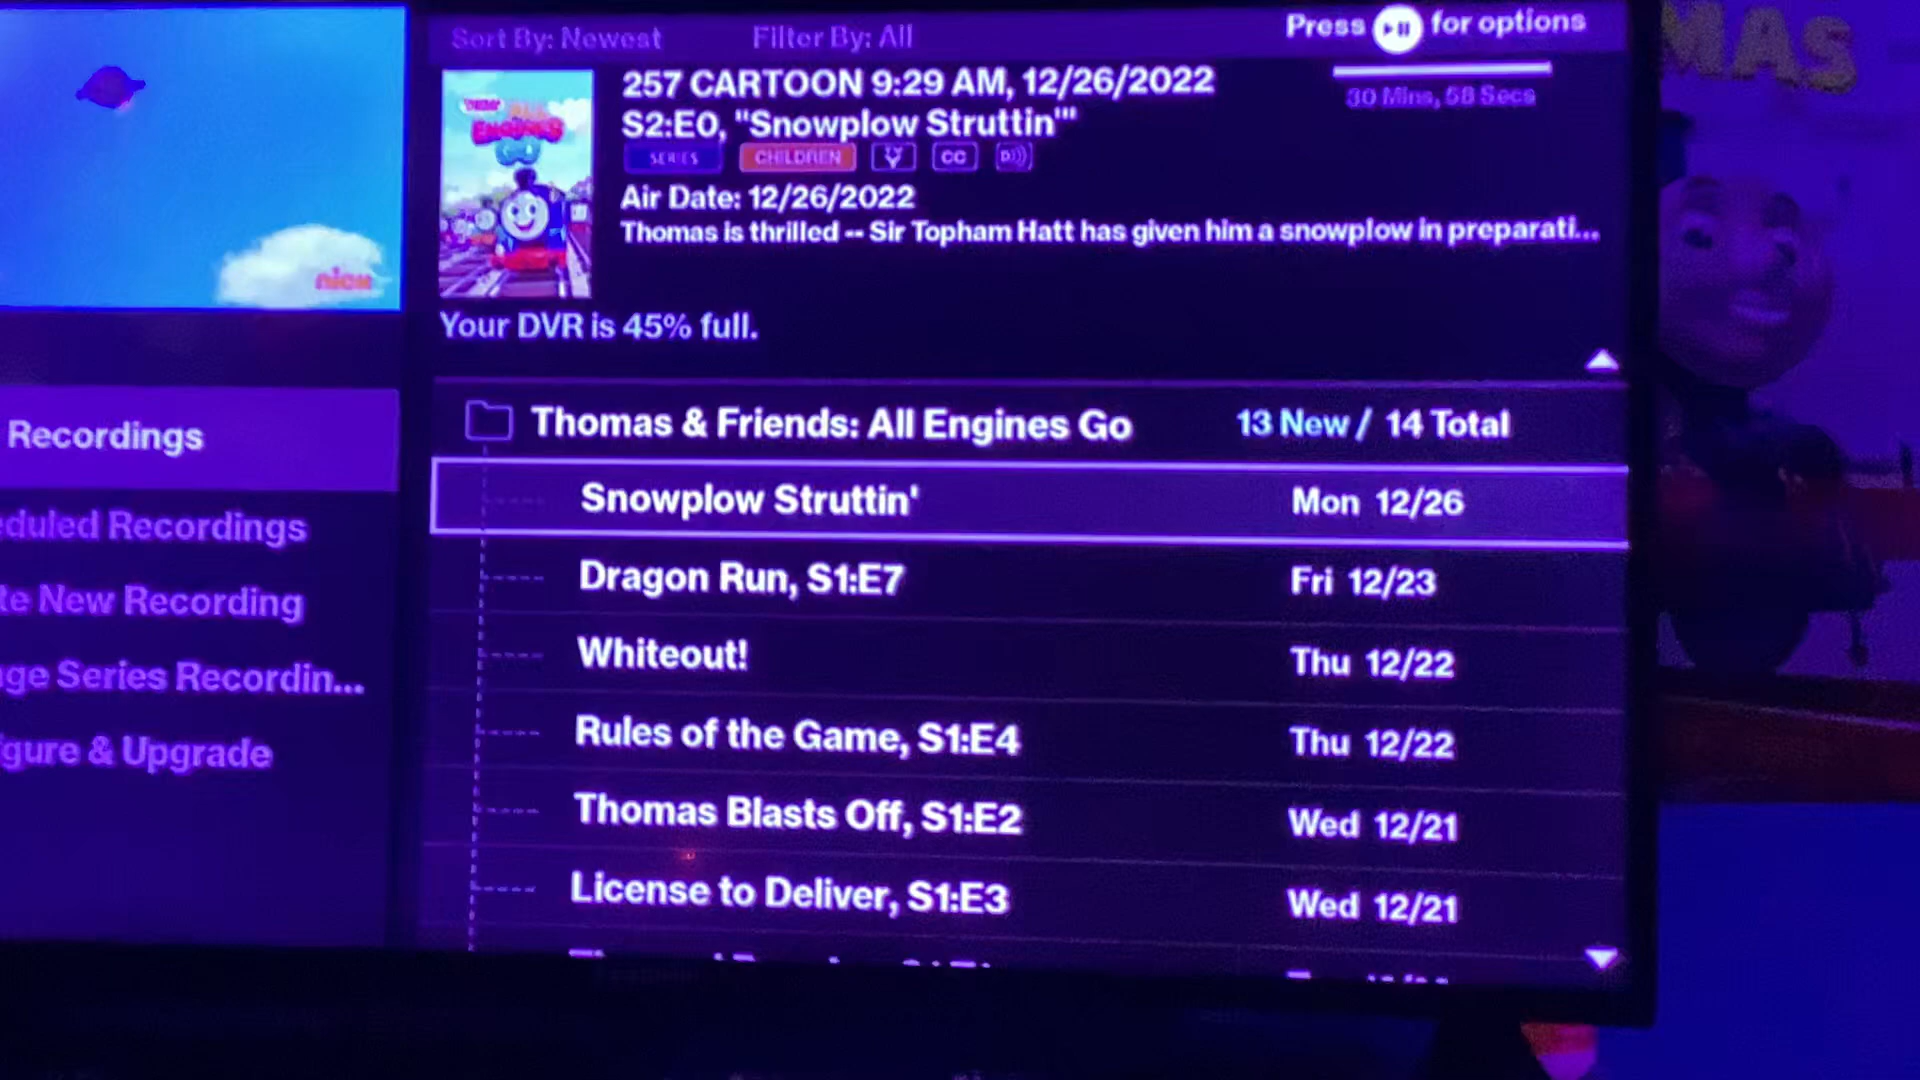 Sort By: Newest
Filter By: All
Press for options
MAS
257 CARTOON 9:29 AM, 12/26/2022
30 Mins, 58 Secs
S2:E0, "Snowplow Struttin'"
SERIES
CHILDREN
CC
D
ALL
ENGINES
GO
Air Date: 12/26/2022
Thomas is thrilled -- Sir Topham Hatt has given him a snowplow in preparati...
nick
Your DVR is 45% full.
Recordings
eduled Recordings
te New Recording
ge Series Recordin...
gure & Upgrade
Thomas & Friends: All Engines Go 13 New / 14 Total
Snowplow Struttin' Mon 12/26
Dragon Run, S1:E7 Fri 12/23
Whiteout! Thu 12/22
Rules of the Game, S1:E4 Thu 12/22
Thomas Blasts Off, S1:E2 Wed 12/21
License to Deliver, S1:E3 Wed 12/21